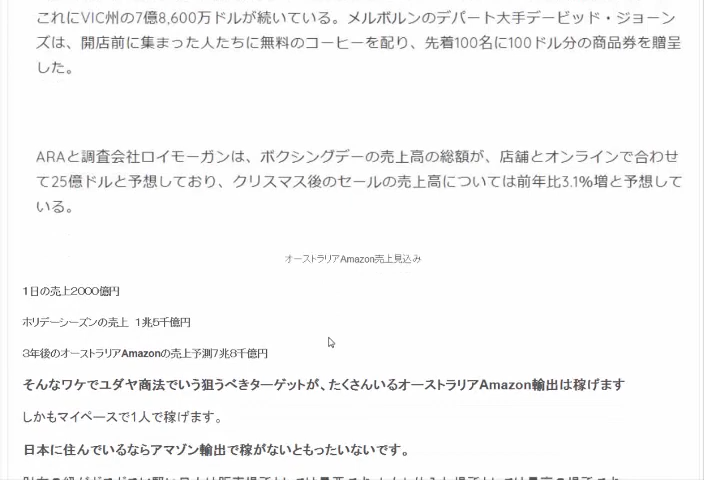 これにVIC州の7億8,600万ドルが続いている。メルボルンのデパート大手デービッド・ジョーン
ズは、開店前に集まった人たちに無料のコーヒーを配り、先着100名に100ドル分の商品券を贈呈
した。
ARAと調査会社ロイモーガンは、ボクシングデーの売上高の総額が、店舗とオンラインで合わせ
て25億ドルと予想しており、クリスマス後のセールの売上高については前年比3.1%増と予想して
いる。
オーストラリアAmazon売上見込み
1日の売上2000億円
ホリデーシーズンの売上 1兆5千億円
3年後のオーストラリアAmazonの売上予測7兆8千億円
そんなワケでユダヤ商法でいう狙うべきターゲットが、たくさんいるオーストラリアAmazon輸出は稼げます
しかもマイペースで1人で稼げます。
日本に住んでいるならアマゾン輸出で稼がないともったいないです。